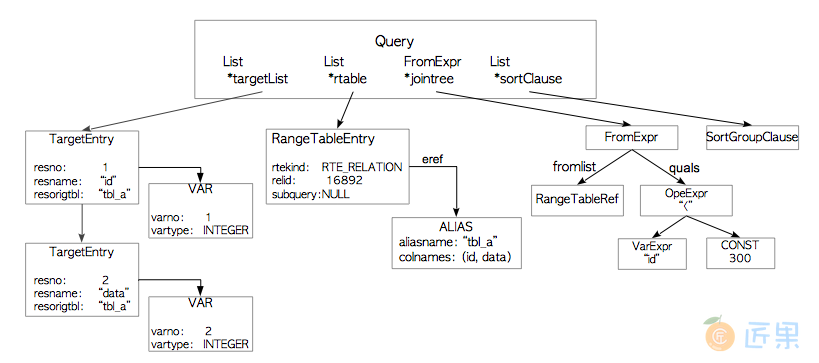 Query
List List FromExpr List
*targetList *rtable *jointree *sortClause
TargetEntry
resno: 1
resname: "id"
resorigtbl: "tbl_a"
VAR
varno: 1
vartype: INTEGER
TargetEntry
resno: 2
resname: "data"
resorigtbl: "tbl_a"
VAR
varno: 2
vartype: INTEGER
RangeTableEntry
rtekind: RTE_RELATION
relid: 16892
subquery:NULL
eref
ALIAS
aliasname: "tbl_a"
colnames: (id, data)
FromExpr
fromlist quals
RangeTableRef
OpeExpr
"<"
VarExpr
"id"
CONST
300
SortGroupClause
匠果